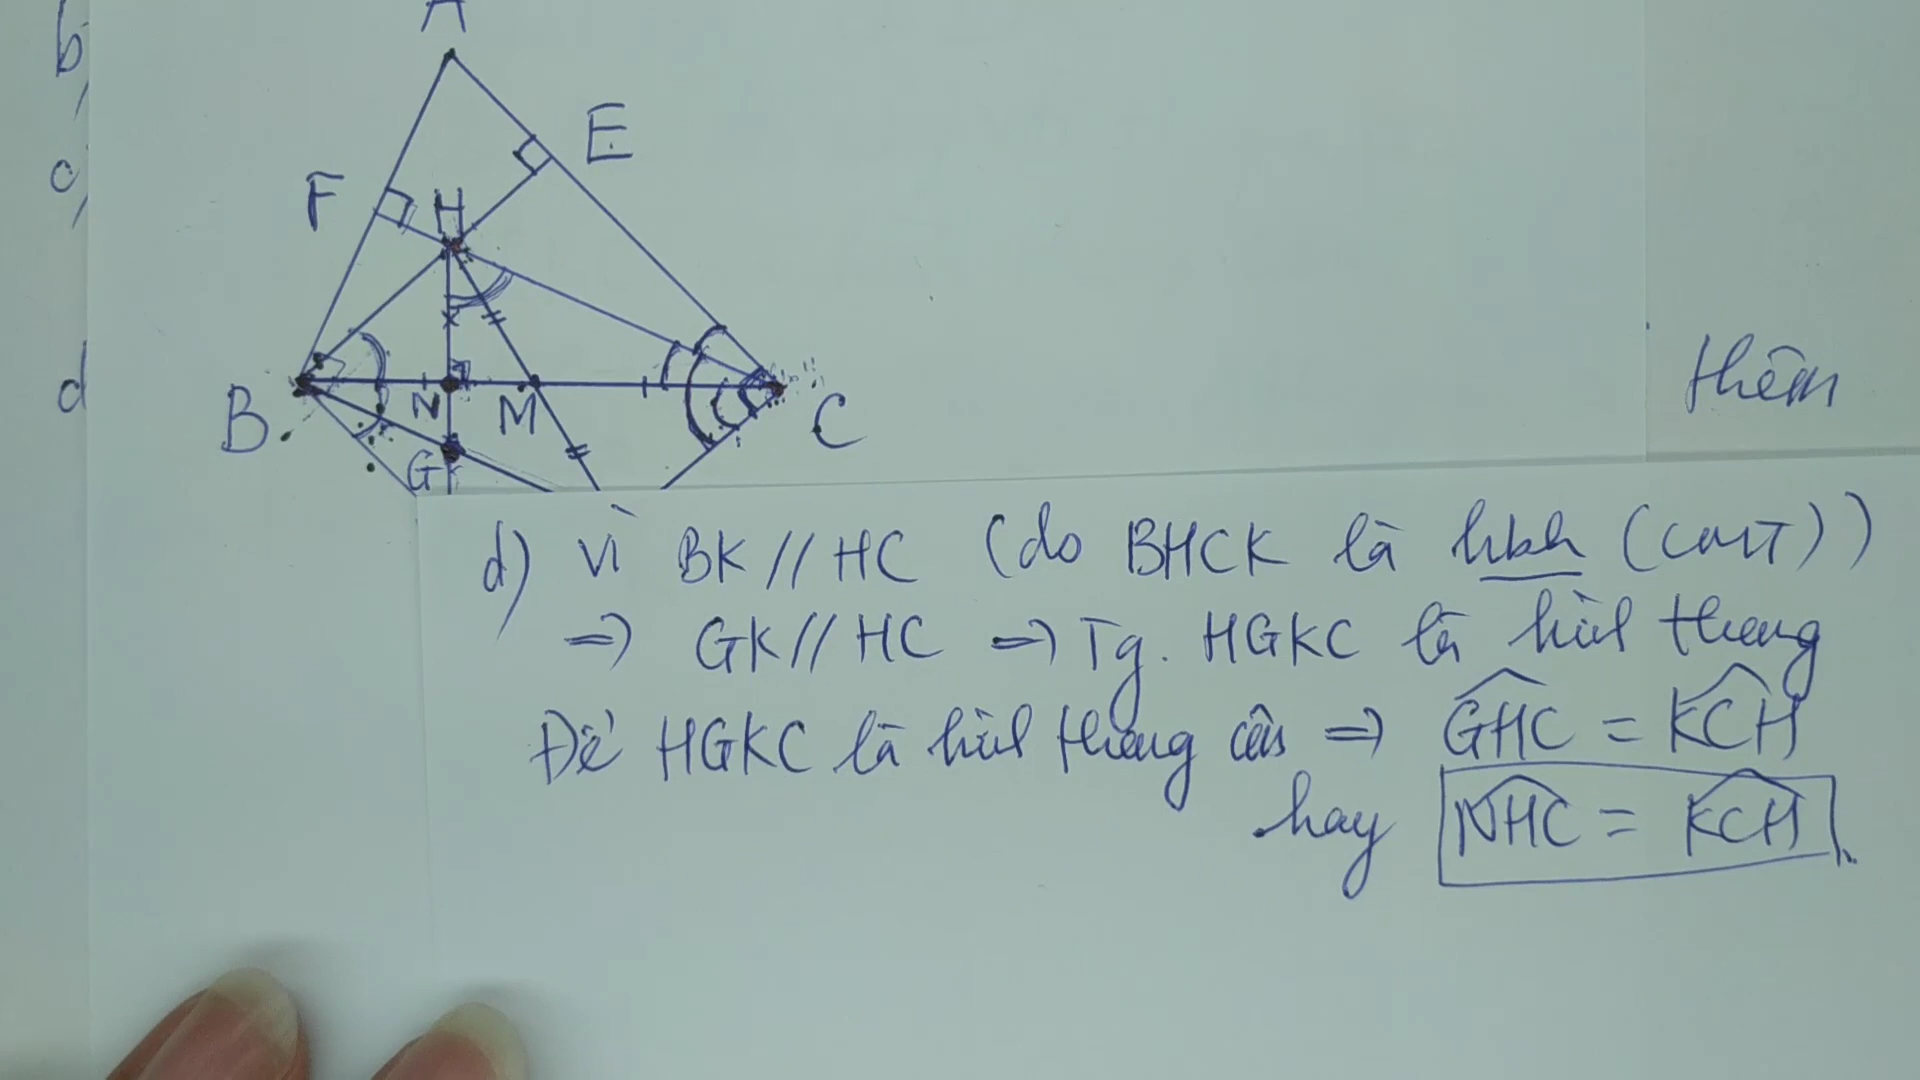 b,
A
E
c,
F
H
thêm
d
B
N
M
C
G
d) Vì BK // HC (do BHCK là hbh (CMT))
=> GK // HC => Tg. HGKC là hình thang
Để HGKC là hình thang cân => GHC = KCH
hay NHC = KCH